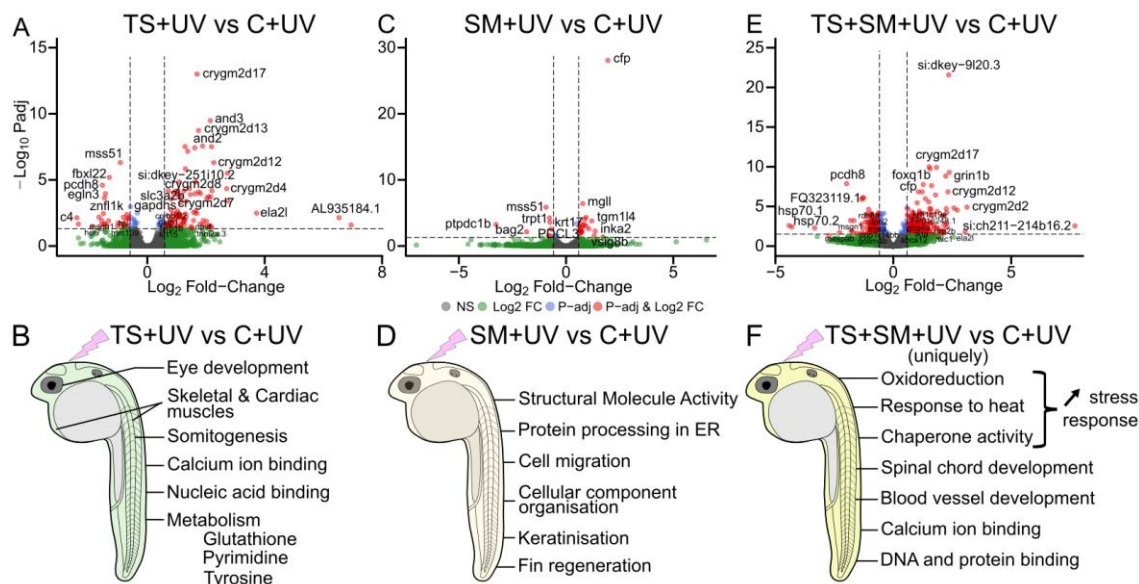 A TS+UV vs C+UV
C SM+UV vs C+UV
E TS+SM+UV vs C+UV
−Log10 Padj
15
10
5
0
crygm2d17
and3
crygm2d13
and2
mss51
crygm2d12
fbxl22
si:dkey−251i10.2
pcdh8
crygm2d8
crygm2d4
egln3
slc3a2b
crygm2d7
znfl1k
gapdhs
c4
ela2l
AL935184.1
0
4
8
Log2 Fold−Change
30
25
20
15
10
5
0
cfp
mgll
mss51
trpt1
krt17
tgm1l4
ptpdc1b
inka2
bag2
PDCL3
vsig8b
−5
0
5
Log2 Fold−Change
25
20
15
10
5
0
si:dkey−9l20.3
crygm2d17
pcdh8
foxq1b
grin1b
cfp
FQ323119.1
crygm2d12
hsp70.1
crygm2d2
hsp70.2
si:ch211−214b16.2
ela2l
−5
0
5
Log2 Fold−Change
NS Log2 FC P−adj P−adj & Log2 FC
B TS+UV vs C+UV
Eye development
Skeletal & Cardiac
muscles
Somitogenesis
Calcium ion binding
Nucleic acid binding
Metabolism
Glutathione
Pyrimidine
Tyrosine
D SM+UV vs C+UV
Structural Molecule Activity
Protein processing in ER
Cell migration
Cellular component
organisation
Keratinisation
Fin regeneration
F TS+SM+UV vs C+UV
(uniquely)
Oxidoreduction
Response to heat
Chaperone activity
stress
response
Spinal chord development
Blood vessel development
Calcium ion binding
DNA and protein binding